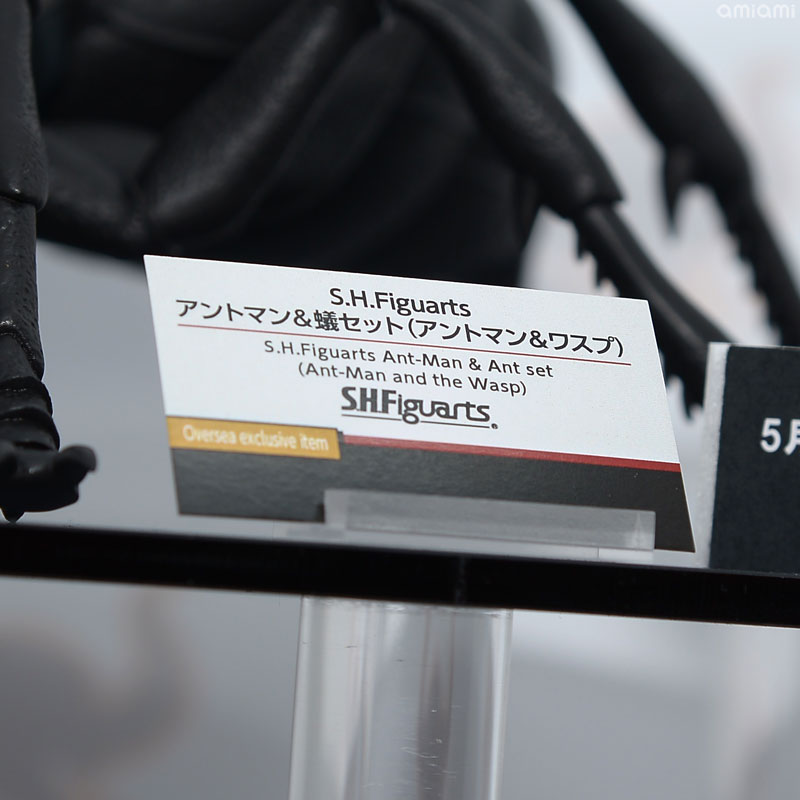 amiami
S.H.Figuarts
アントマン&蟻セット(アントマン&ワスプ)
S.H.Figuarts Ant-Man & Ant set
(Ant-Man and the Wasp)
S.H.Figuarts®
Oversea exclusive item
5月